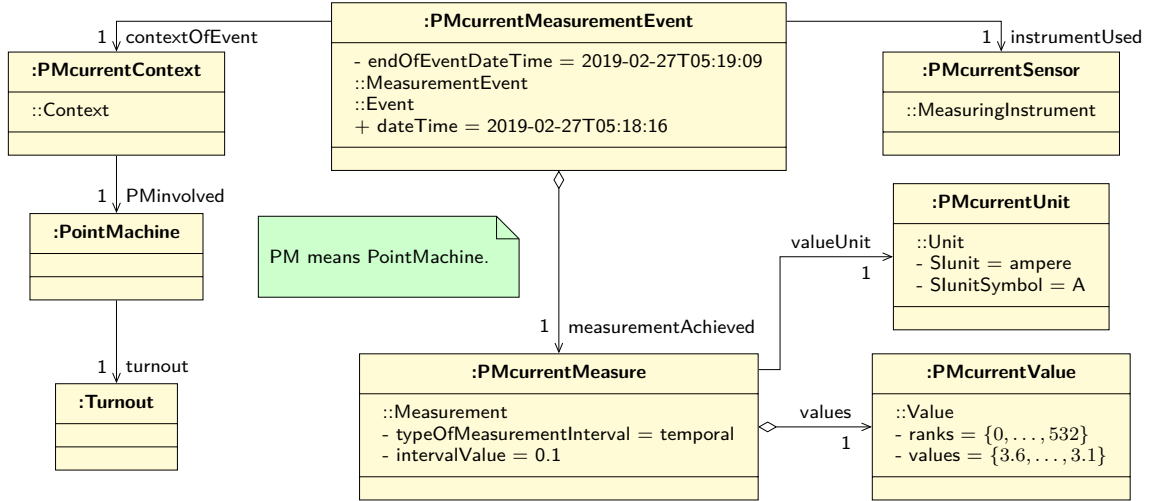 :PMcurrentMeasurementEvent
- endOfEventDateTime = 2019-02-27T05:19:09
::MeasurementEvent
::Event
+ dateTime = 2019-02-27T05:18:16
1 contextOfEvent
:PMcurrentContext
::Context
1 instrumentUsed
:PMcurrentSensor
::MeasuringInstrument
1 PMinvolved
:PointMachine
PM means PointMachine.
:PMcurrentUnit
::Unit
- SIunit = ampere
- SIunitSymbol = A
valueUnit
1
1 measurementAchieved
1 turnout
:Turnout
:PMcurrentMeasure
::Measurement
- typeOfMeasurementInterval = temporal
- intervalValue = 0.1
values
1
:PMcurrentValue
::Value
- ranks = {0, . . . , 532}
- values = {3.6, . . . , 3.1}